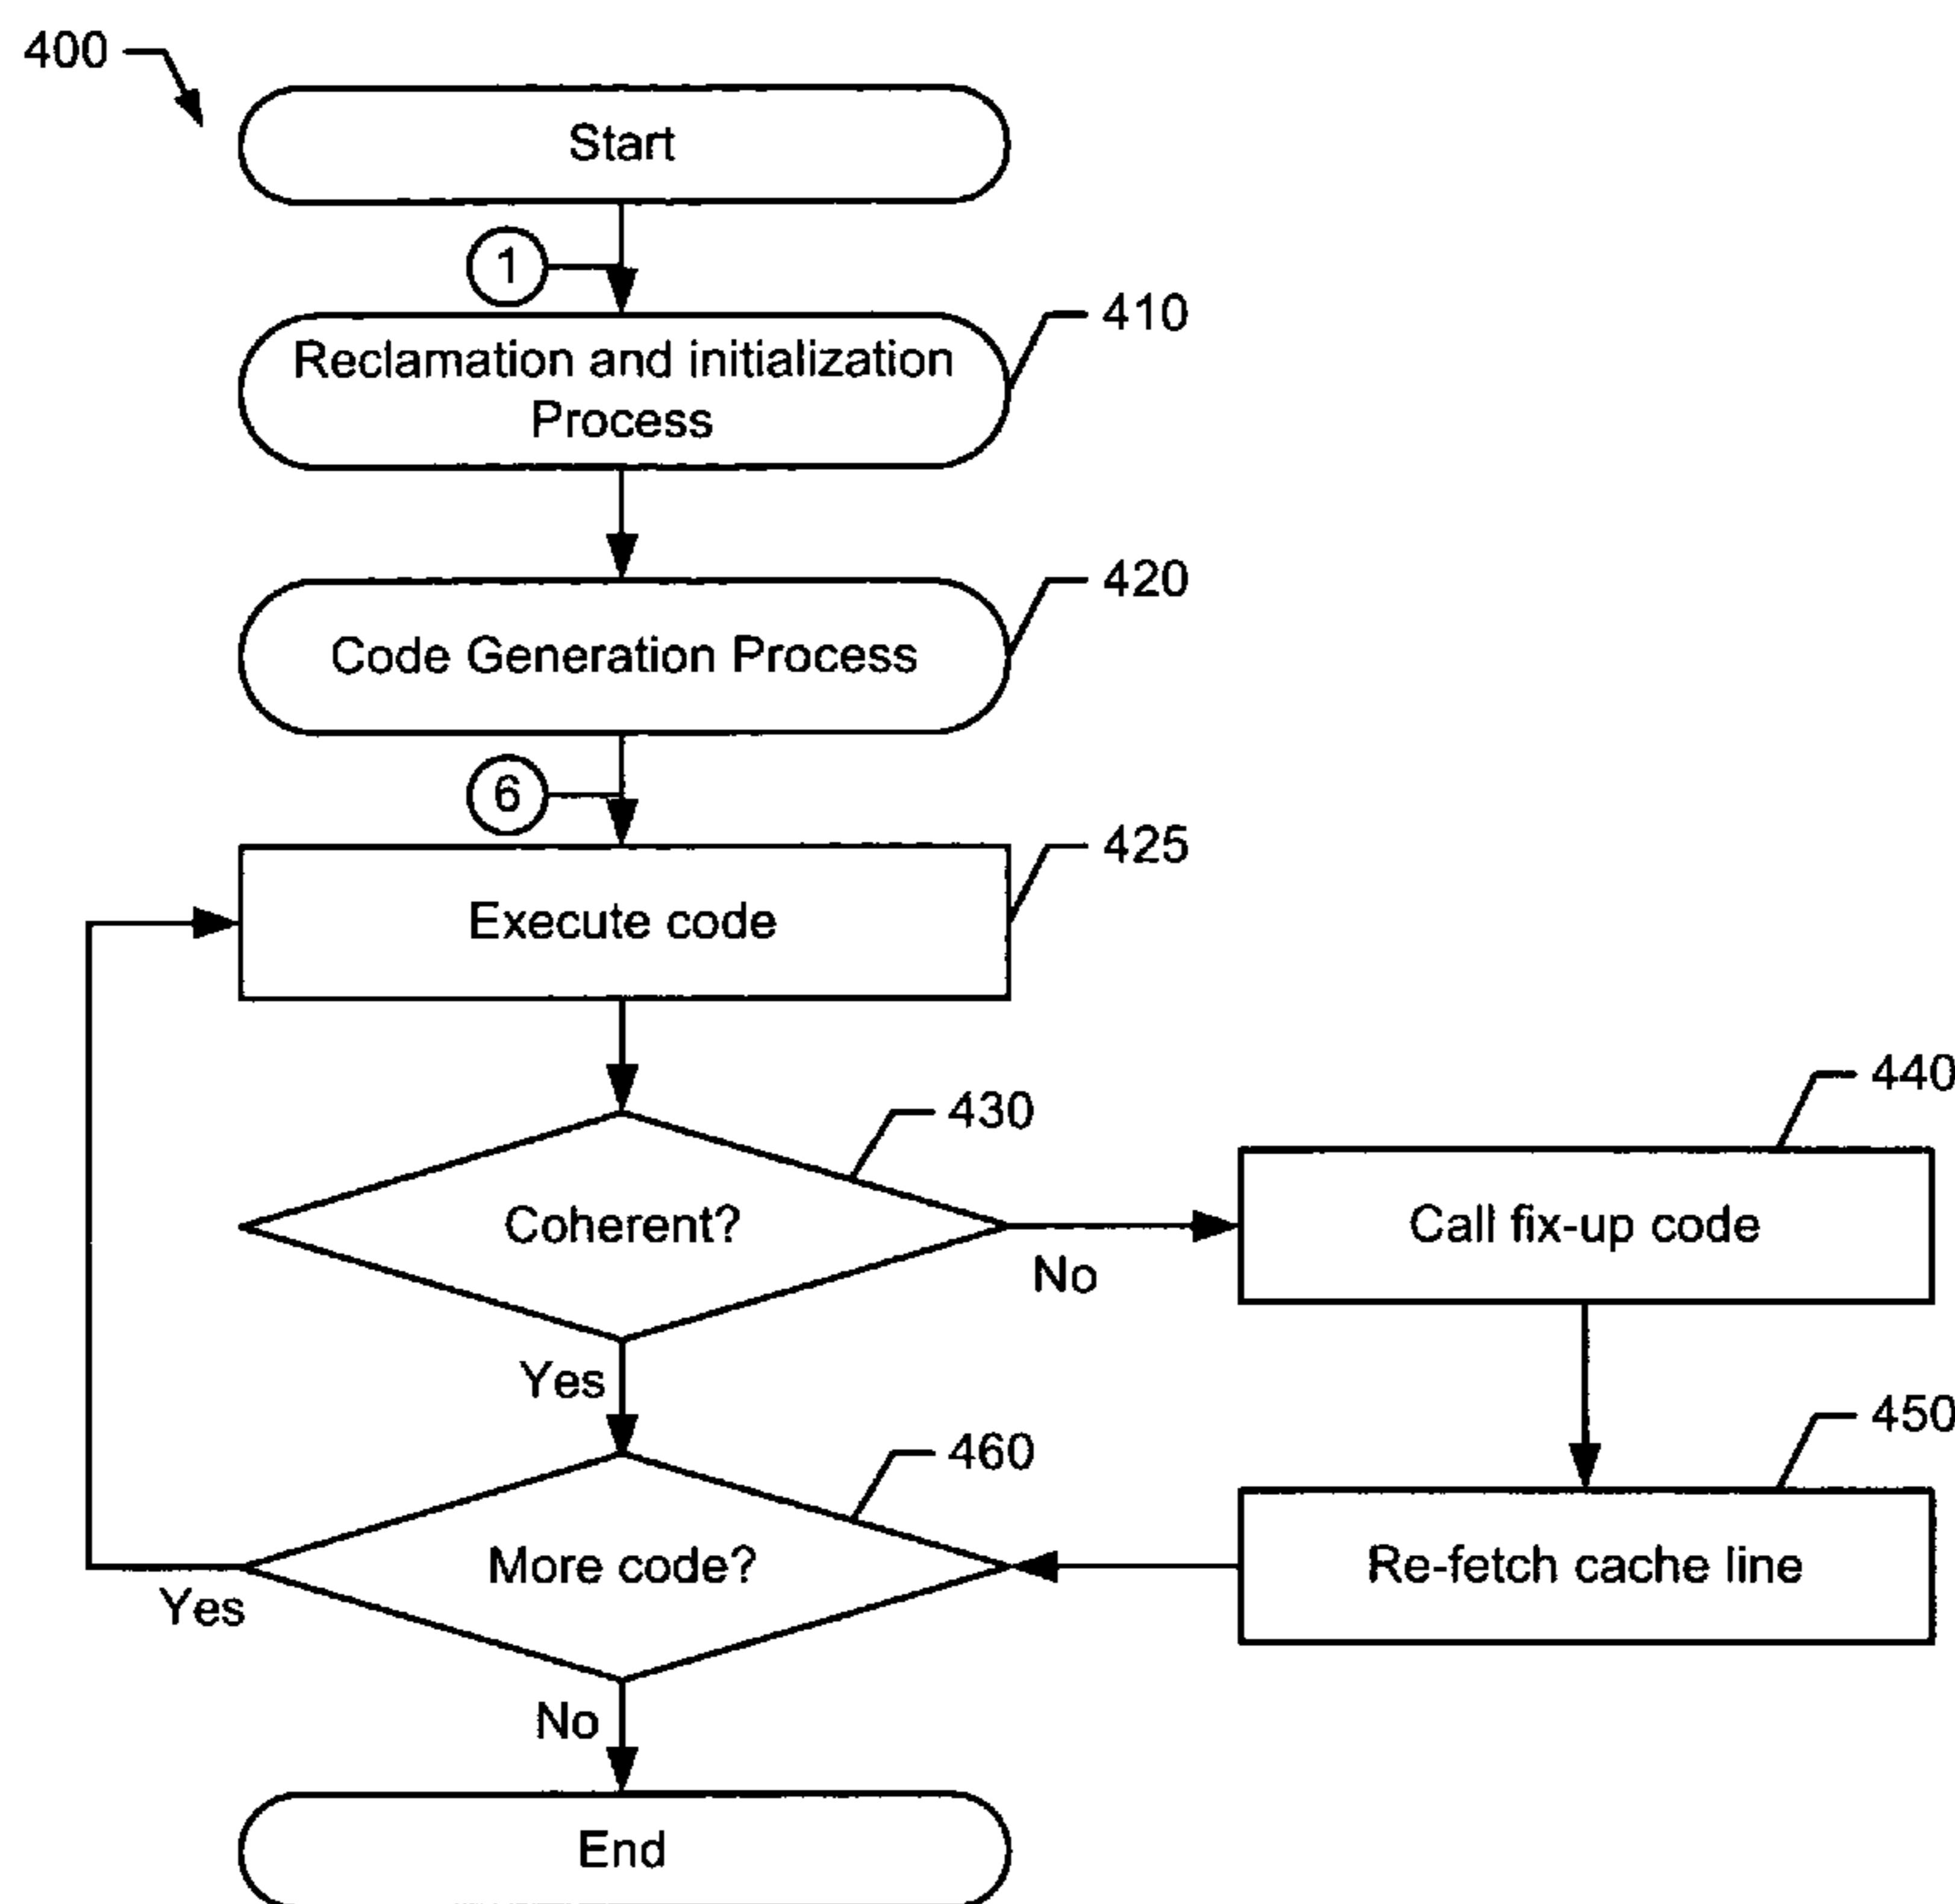 400
Start
1
410
Reclamation and initialization
Process
420
Code Generation Process
6
425
Execute code
430
440
Coherent?
Call fix-up code
No
Yes
450
460
More code?
Re-fetch cache line
Yes
No
End